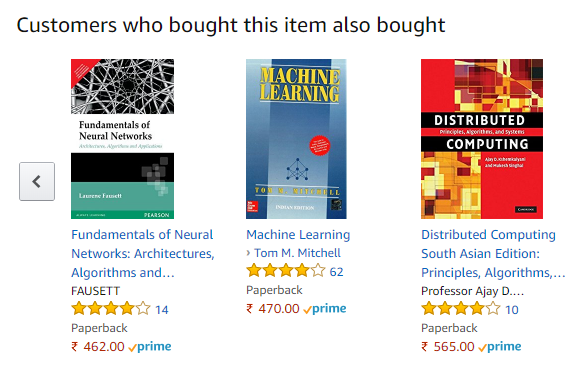 Customers who bought this item also bought
Fundamentals of
Neural Networks
Architectures, Algorithms and Applications
Laurene Fausett
ALWAYS LEARNING
PEARSON
Fundamentals of Neural
Networks: Architectures,
Algorithms and…
FAUSETT
14
Paperback
₹ 462.00 prime
MACHINE
LEARNING
TOM M. MITCHELL
INDIAN EDITION
Machine Learning
› Tom M. Mitchell
62
Paperback
₹ 470.00 prime
DISTRIBUTED
Principles, Algorithms, and Systems
COMPUTING
Ajay D. Kshemkalyani
and Mukesh Singhal
CAMBRIDGE
Distributed Computing
South Asian Edition:
Principles, Algorithms,…
Professor Ajay D.…
10
Paperback
₹ 565.00 prime